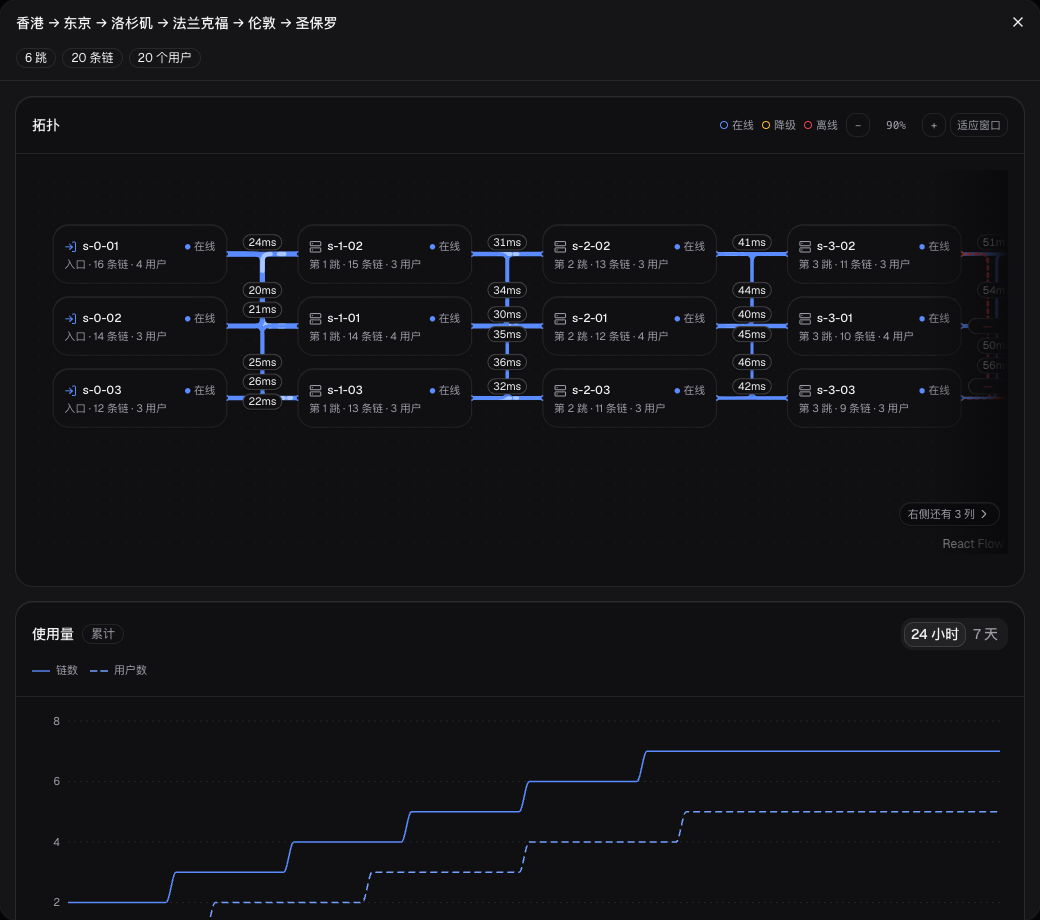 香港 → 东京 → 洛杉矶 → 法兰克福 → 伦敦 → 圣保罗
6 跳 20 条链 20 个用户
拓扑
在线 降级 离线 − 90% + 适应窗口
s-0-01 在线 24ms s-1-02 在线 31ms s-2-02 在线 41ms s-3-02 在线 51m
入口 · 16 条链 · 4 用户 第 1 跳 · 15 条链 · 3 用户 第 2 跳 · 13 条链 · 3 用户 第 3 跳 · 11 条链 · 3 用户
20ms 34ms 44ms 54m
21ms 30ms 40ms
s-0-02 在线 s-1-01 在线 s-2-01 在线 s-3-01 在线
入口 · 14 条链 · 3 用户 第 1 跳 · 14 条链 · 4 用户 第 2 跳 · 12 条链 · 4 用户 第 3 跳 · 10 条链 · 4 用户
35ms 45ms 50m
25ms 36ms 46ms 56m
26ms 32ms 42ms
s-0-03 在线 s-1-03 在线 s-2-03 在线 s-3-03 在线
22ms
入口 · 12 条链 · 3 用户 第 1 跳 · 13 条链 · 3 用户 第 2 跳 · 11 条链 · 3 用户 第 3 跳 · 9 条链 · 3 用户
右侧还有 3 列
React Flow
使用量 累计 24 小时 7 天
链数 用户数
8
6
4
2